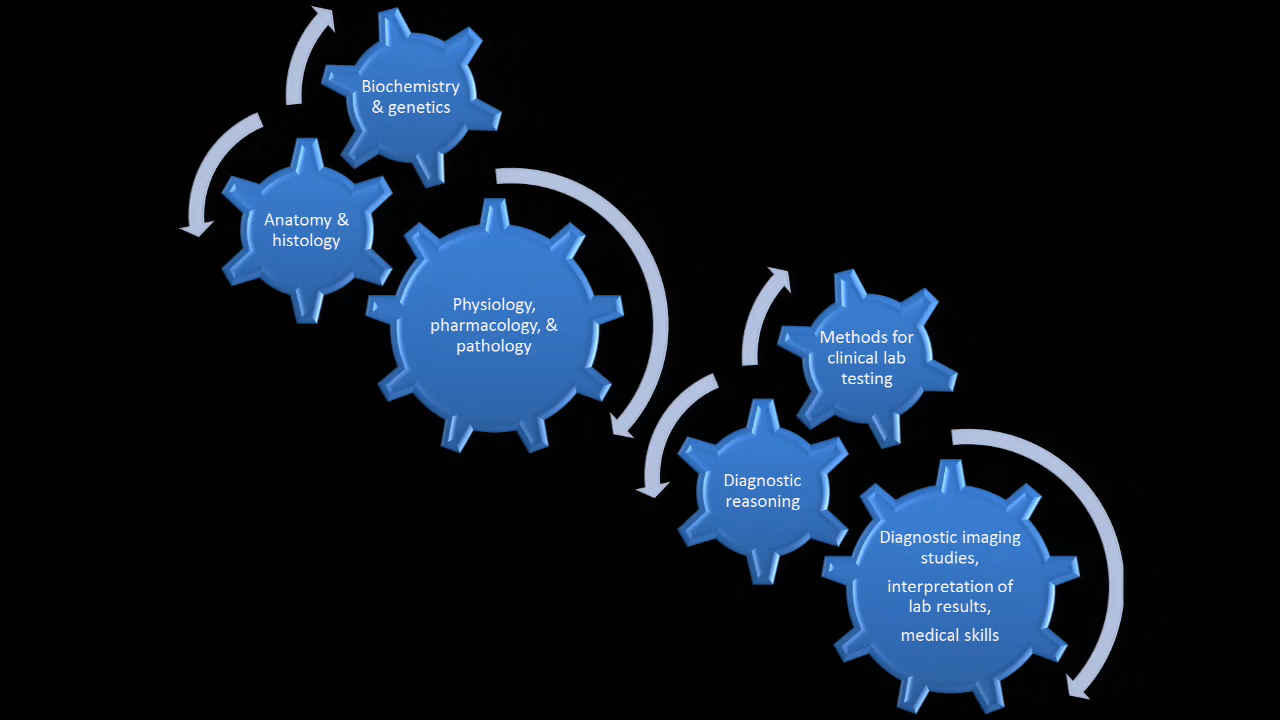 Biochemistry
& genetics
Anatomy &
histology
Physiology,
pharmacology, &
pathology
Methods for
clinical lab
testing
Diagnostic
reasoning
Diagnostic imaging
studies,
interpretation of
lab results,
medical skills